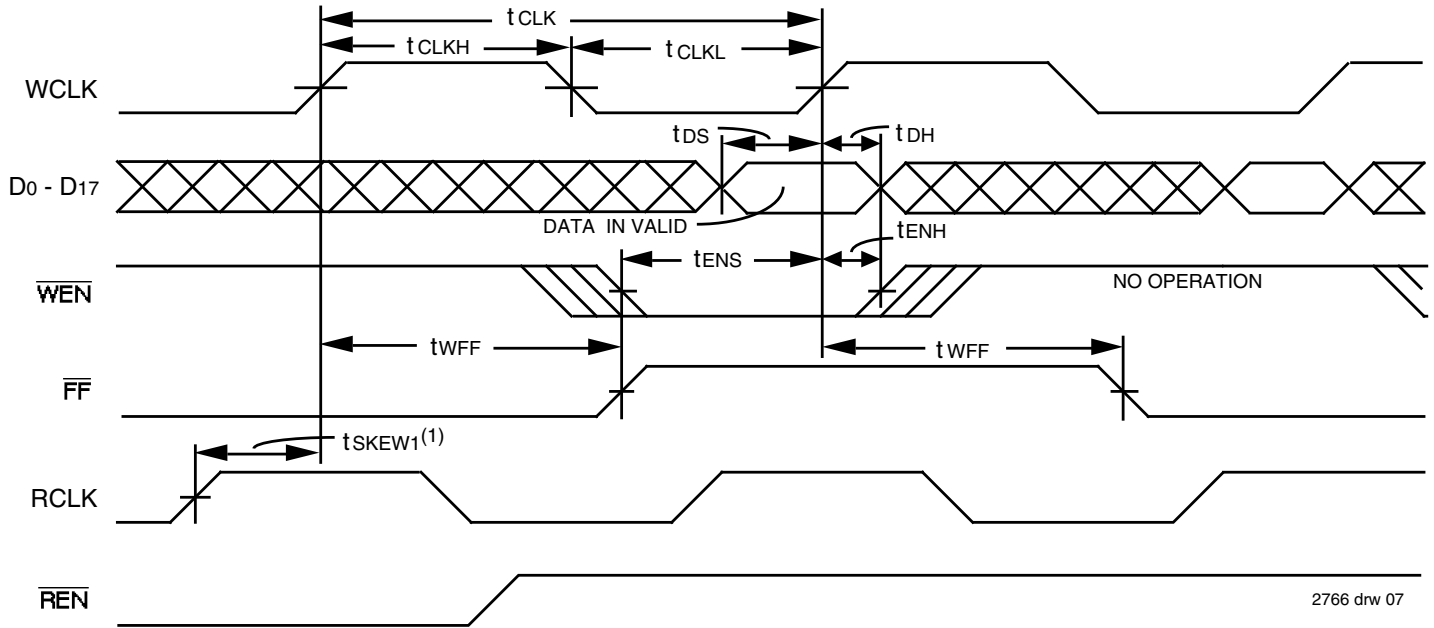 tCLK
tCLKH
tCLKL
WCLK
tDS
tDH
D0 - D17
DATA IN VALID
tENH
tENS
NO OPERATION
WEN
tWFF
tWFF
FF
tSKEW1(1)
RCLK
REN
2766 drw 07